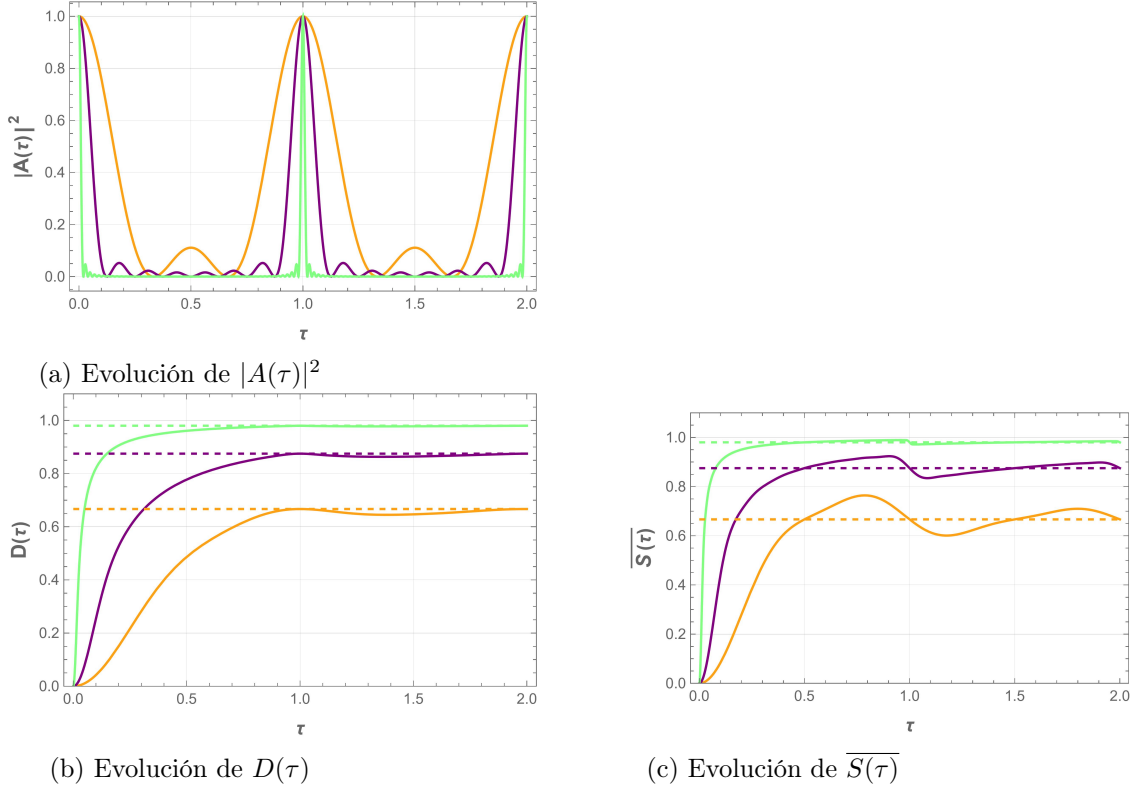 1.0
0.8
0.6
0.4
0.2
0.0
|A(τ)|²
0.0 0.5 1.0 1.5 2.0
τ
(a) Evolución de |A(τ)|²
1.0
0.8
0.6
0.4
0.2
0.0
D(τ)
0.0 0.5 1.0 1.5 2.0
τ
(b) Evolución de D(τ)
1.0
0.8
0.6
0.4
0.2
0.0
S̅(̅τ̅)̅
0.0 0.5 1.0 1.5 2.0
τ
(c) Evolución de S̅(̅τ̅)̅